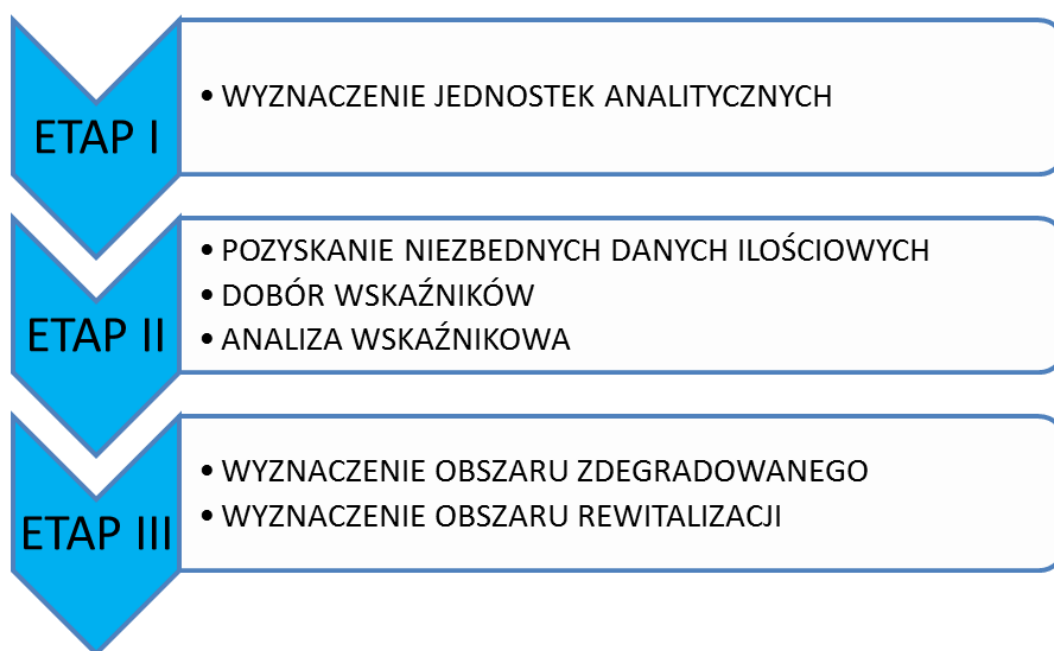 ETAP I
• WYZNACZENIE JEDNOSTEK ANALITYCZNYCH
ETAP II
• POZYSKANIE NIEZBEDNYCH DANYCH ILOŚCIOWYCH
• DOBÓR WSKAŹNIKÓW
• ANALIZA WSKAŹNIKOWA
ETAP III
• WYZNACZENIE OBSZARU ZDEGRADOWANEGO
• WYZNACZENIE OBSZARU REWITALIZACJI